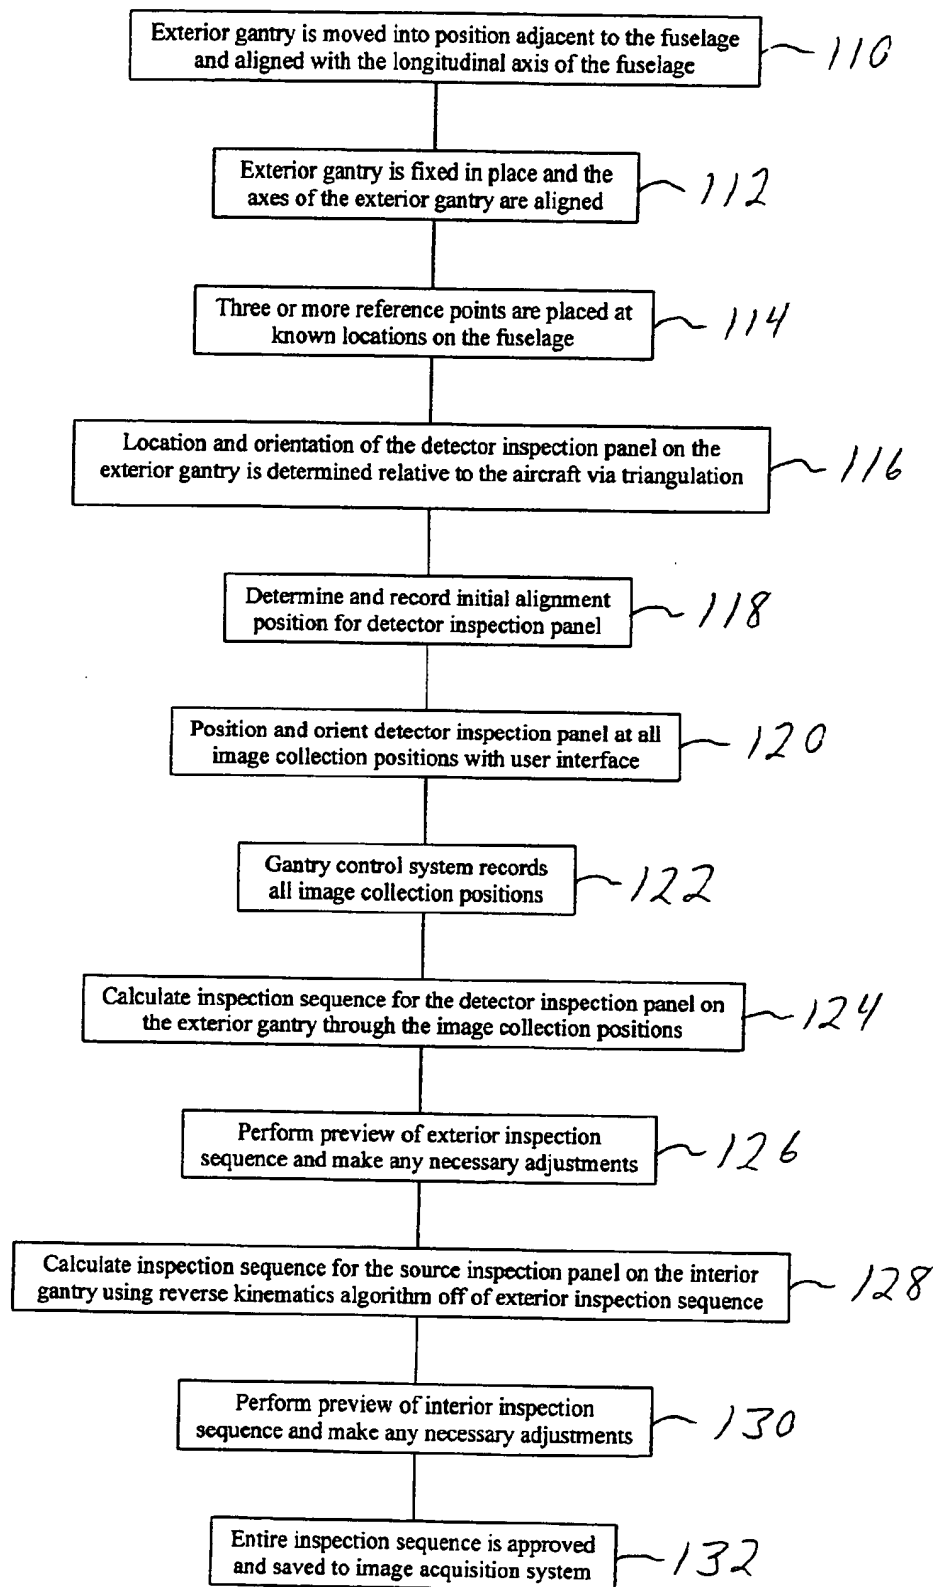 Exterior gantry is moved into position adjacent to the fuselage
and aligned with the longitudinal axis of the fuselage
110
Exterior gantry is fixed in place and the
axes of the exterior gantry are aligned
112
Three or more reference points are placed at
known locations on the fuselage
114
Location and orientation of the detector inspection panel on the
exterior gantry is determined relative to the aircraft via triangulation
116
Determine and record initial alignment
position for detector inspection panel
118
Position and orient detector inspection panel at all
image collection positions with user interface
120
Gantry control system records
all image collection positions
122
Calculate inspection sequence for the detector inspection panel on
the exterior gantry through the image collection positions
124
Perform preview of exterior inspection
sequence and make any necessary adjustments
126
Calculate inspection sequence for the source inspection panel on the interior
gantry using reverse kinematics algorithm off of exterior inspection sequence
128
Perform preview of interior inspection
sequence and make any necessary adjustments
130
Entire inspection sequence is approved
and saved to image acquisition system
132